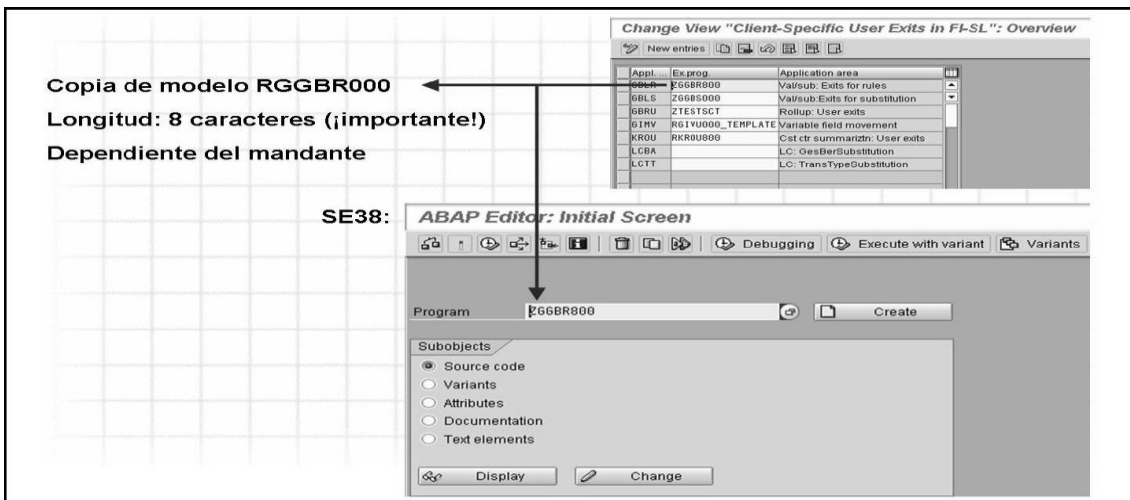 Change View "Client-Specific User Exits in FI-SL": Overview
New entries
Appl. ... Ex.prog. Application area
GBLR ZGGBR800 Val/sub: Exits for rules
GBLS ZGGBS000 Val/sub:Exits for substitution
GBRU ZTESTSCT Rollup: User exits
GIMV RGIVU000_TEMPLATE Variable field movement
KROU RKROU800 Cst ctr summariztn: User exits
LCBA LC: GesBerSubstitution
LCTT LC: TransTypeSubstitution
Copia de modelo RGGBR000
Longitud: 8 caracteres (¡importante!)
Dependiente del mandante
SE38:
ABAP Editor: Initial Screen
Debugging Execute with variant Variants
Program ZGGBR800 Create
Subobjects
Source code
Variants
Attributes
Documentation
Text elements
Display Change